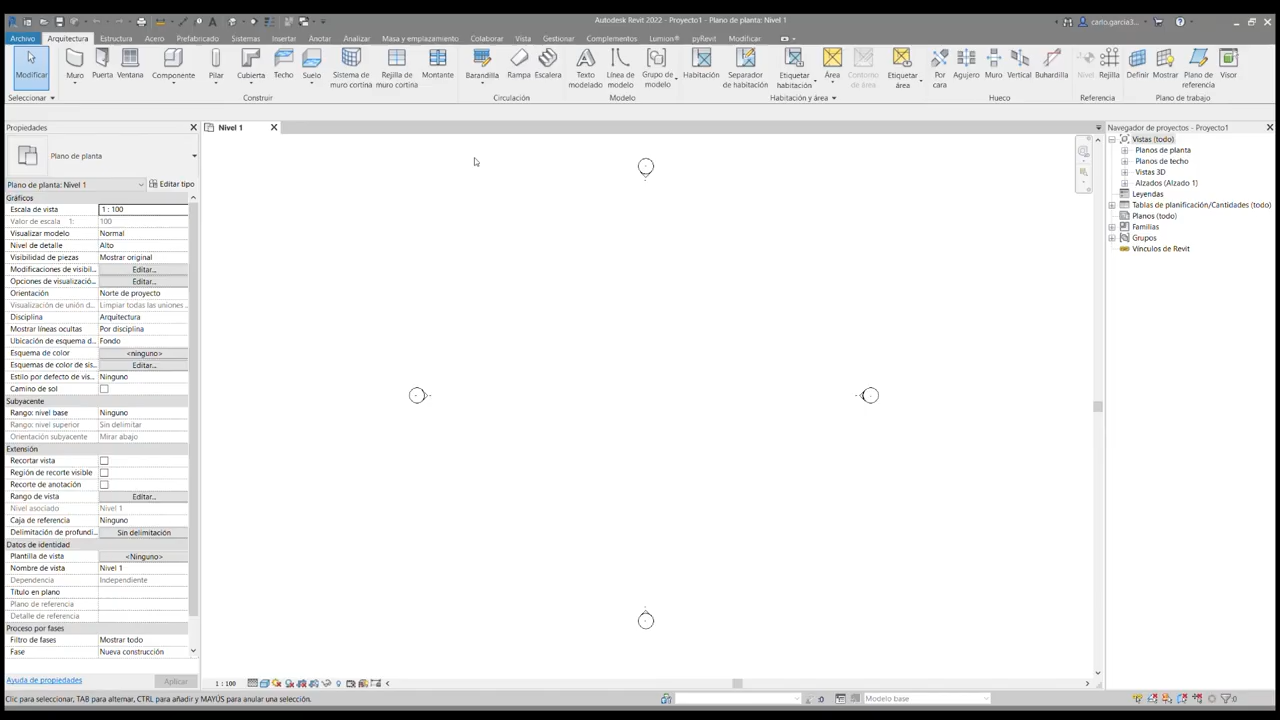 Autodesk Revit 2022 - Proyecto1 - Plano de planta: Nivel 1
carlo.garcia3...
Archivo Arquitectura Estructura Acero Prefabricado Sistemas Insertar Anotar Analizar Masa y emplazamiento Colaborar Vista Gestionar Complementos Lumion® pyRevit Modificar
Modificar Muro Puerta Ventana Componente Pilar Cubierta Techo Suelo Sistema de muro cortina Rejilla de muro cortina Montante Barandilla Rampa Escalera Texto modelado Línea de modelo Grupo de modelo Habitación Separador de habitación Etiquetar habitación Área Contorno de área Etiquetar área Por cara Agujero Muro Vertical Buhardilla Nivel Rejilla Definir Mostrar Plano de referencia Visor
Seleccionar Construir Circulación Modelo Habitación y área Hueco Referencia Plano de trabajo
Propiedades
Plano de planta
Plano de planta: Nivel 1 Editar tipo
Gráficos
Escala de vista 1 : 100
Valor de escala 1: 100
Visualizar modelo Normal
Nivel de detalle Alto
Visibilidad de piezas Mostrar original
Modificaciones de visibil... Editar...
Opciones de visualizació... Editar...
Orientación Norte de proyecto
Visualización de unión d... Limpiar todas las uniones ...
Disciplina Arquitectura
Mostrar líneas ocultas Por disciplina
Ubicación de esquema d... Fondo
Esquema de color <ninguno>
Esquemas de color de sis... Editar...
Estilo por defecto de vis... Ninguno
Camino de sol
Subyacente
Rango: nivel base Ninguno
Rango: nivel superior Sin delimitar
Orientación subyacente Mirar abajo
Extensión
Recortar vista
Región de recorte visible
Recorte de anotación
Rango de vista Editar...
Nivel asociado Nivel 1
Caja de referencia Ninguno
Delimitación de profundi... Sin delimitación
Datos de identidad
Plantilla de vista <Ninguno>
Nombre de vista Nivel 1
Dependencia Independiente
Título en plano
Plano de referencia
Detalle de referencia
Proceso por fases
Filtro de fases Mostrar todo
Fase Nueva construcción
Ayuda de propiedades Aplicar
Nivel 1
Navegador de proyectos - Proyecto1
Vistas (todo)
Planos de planta
Planos de techo
Vistas 3D
Alzados (Alzado 1)
Leyendas
Tablas de planificación/Cantidades (todo)
Planos (todo)
Familias
Grupos
Vínculos de Revit
1 : 100
Clic para seleccionar, TAB para alternar, CTRL para añadir y MAYÚS para anular una selección. :0 Modelo base :0